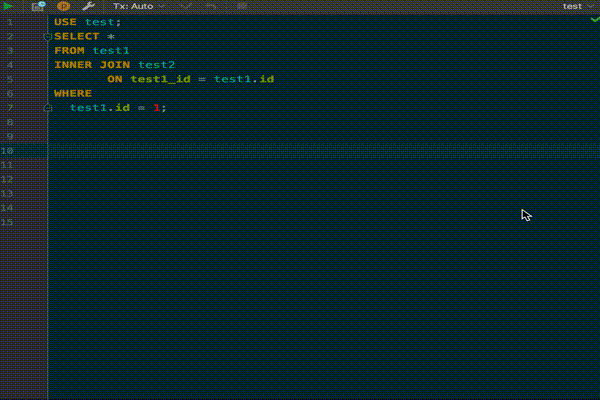 Tx: Auto
test
1 USE test;
2 SELECT *
3 FROM test1
4 INNER JOIN test2
5 ON test1_id = test1.id
6 WHERE
7 test1.id = 1;
8
9
10
11
12
13
14
15